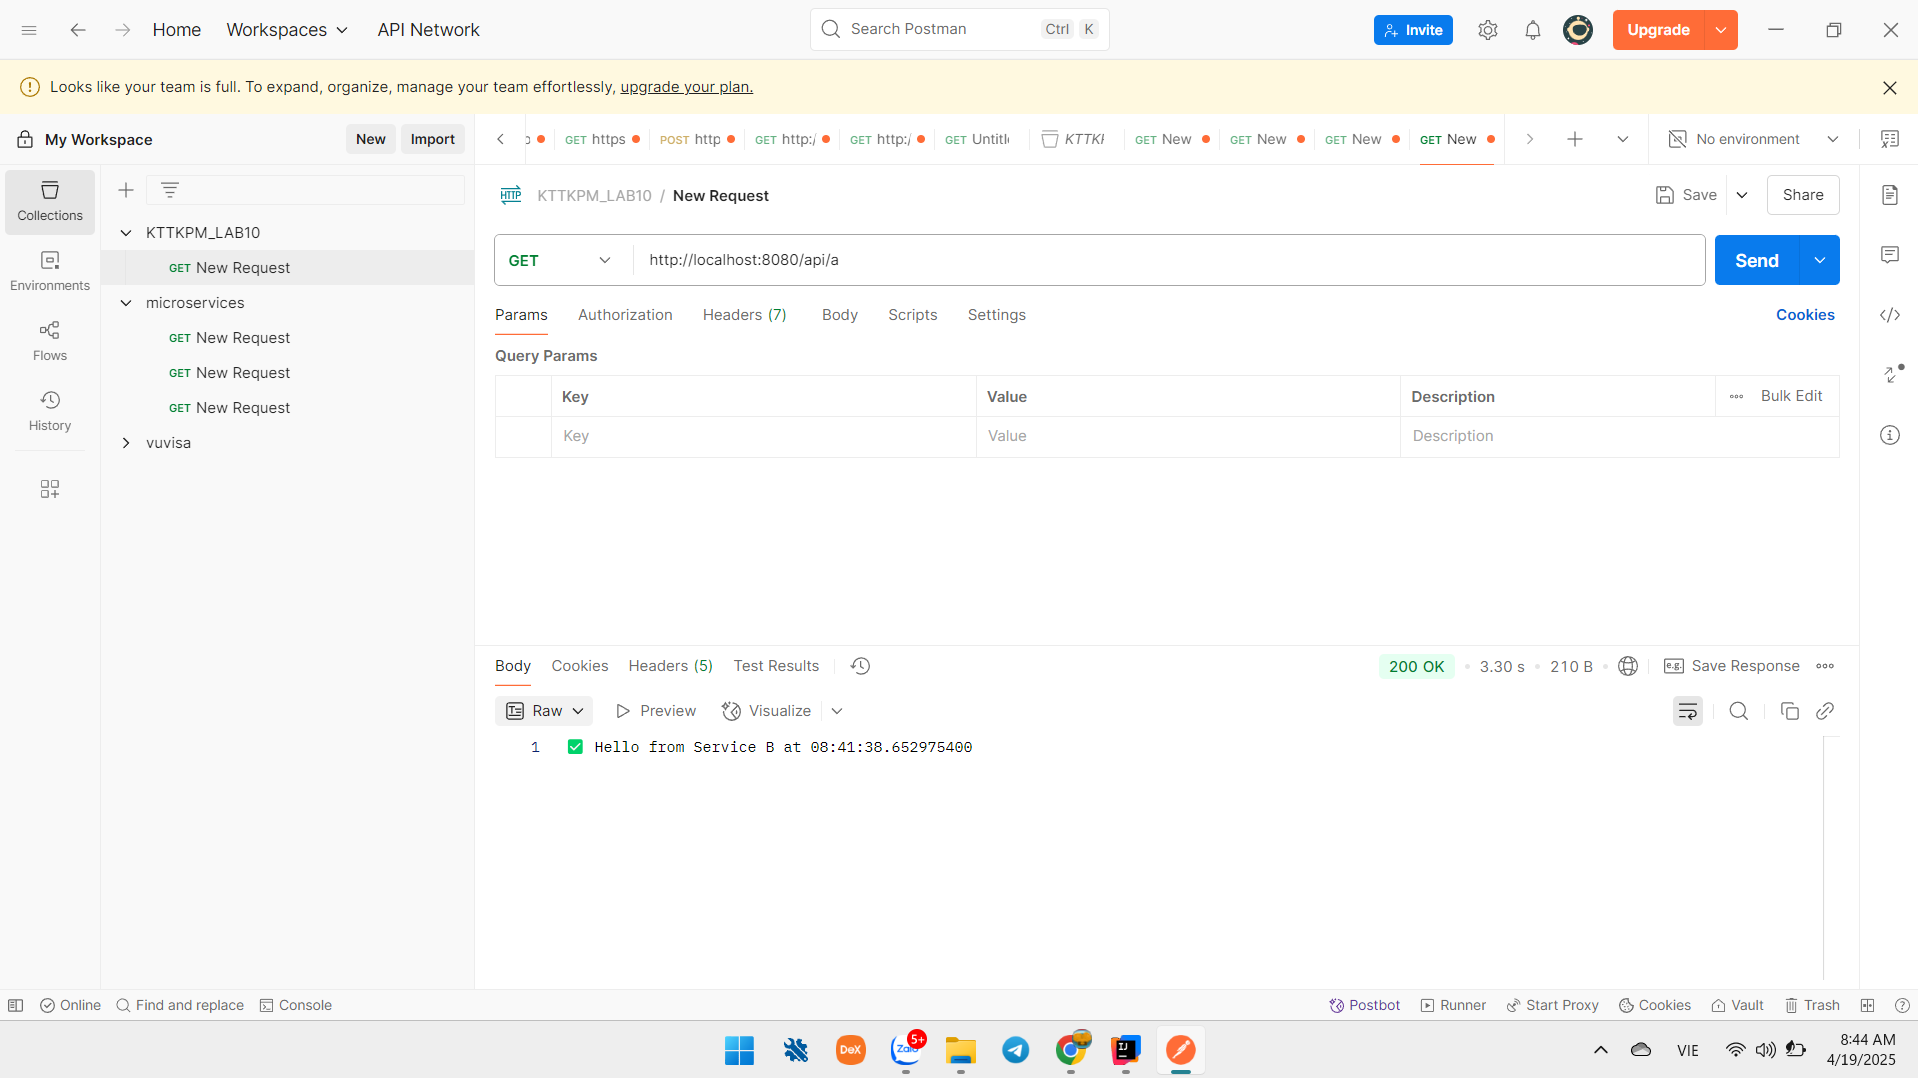 Home
Workspaces
API Network
Search Postman
Ctrl
K
Invite
Upgrade
Looks like your team is full. To expand, organize, manage your team effortlessly, upgrade your plan.
My Workspace
New
Import
GET https
POST http
GET http:/
GET http:/
GET Untitl
KTTKF
GET New
GET New
GET New
GET New
No environment
Collections
Environments
Flows
History
KTTKPM_LAB10
GET New Request
microservices
GET New Request
GET New Request
GET New Request
vuvisa
HTTP
KTTKPM_LAB10 / New Request
Save
Share
GET
http://localhost:8080/api/a
Send
Params
Authorization
Headers (7)
Body
Scripts
Settings
Cookies
Query Params
Key
Value
Description
Bulk Edit
Key
Value
Description
Body
Cookies
Headers (5)
Test Results
200 OK
3.30 s
210 B
e.g.
Save Response
Raw
Preview
Visualize
1
✅ Hello from Service B at 08:41:38.652975400
Online
Find and replace
Console
Postbot
Runner
Start Proxy
Cookies
Vault
Trash
DeX
Zalo
5+
IJ
VIE
8:44 AM
4/19/2025